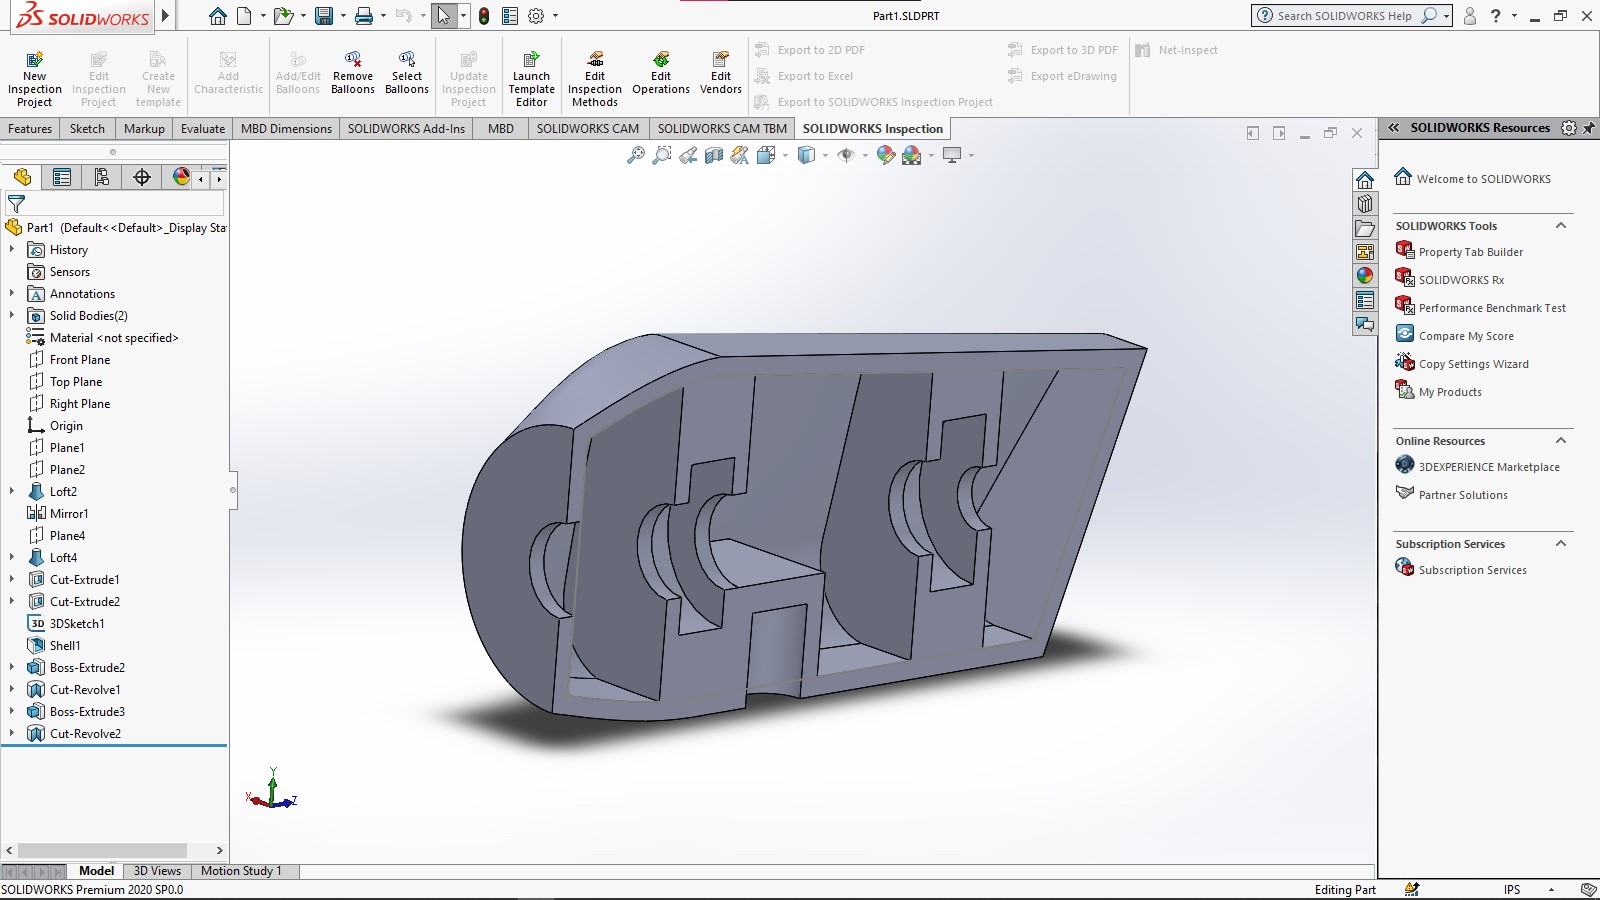 SOLIDWORKS
Part1.SLDPRT
Search SOLIDWORKS Help
New Inspection Project
Edit Inspection Project
Create New template
Add Characteristic
Add/Edit Balloons
Remove Balloons
Select Balloons
Update Inspection Project
Launch Template Editor
Edit Inspection Methods
Edit Operations
Edit Vendors
Export to 2D PDF
Export to Excel
Export to SOLIDWORKS Inspection Project
Export to 3D PDF
Export eDrawing
Net-Inspect
Features
Sketch
Markup
Evaluate
MBD Dimensions
SOLIDWORKS Add-Ins
MBD
SOLIDWORKS CAM
SOLIDWORKS CAM TBM
SOLIDWORKS Inspection
Part1 (Default<<Default>_Display Sta
History
Sensors
Annotations
Solid Bodies(2)
Material <not specified>
Front Plane
Top Plane
Right Plane
Origin
Plane1
Plane2
Loft2
Mirror1
Plane4
Loft4
Cut-Extrude1
Cut-Extrude2
3D 3DSketch1
Shell1
Boss-Extrude2
Cut-Revolve1
Boss-Extrude3
Cut-Revolve2
Y
X
Z
SOLIDWORKS Resources
Welcome to SOLIDWORKS
SOLIDWORKS Tools
Property Tab Builder
SOLIDWORKS Rx
Performance Benchmark Test
Compare My Score
Copy Settings Wizard
My Products
Online Resources
3DEXPERIENCE Marketplace
Partner Solutions
Subscription Services
Subscription Services
Model
3D Views
Motion Study 1
SOLIDWORKS Premium 2020 SP0.0
Editing Part
IPS